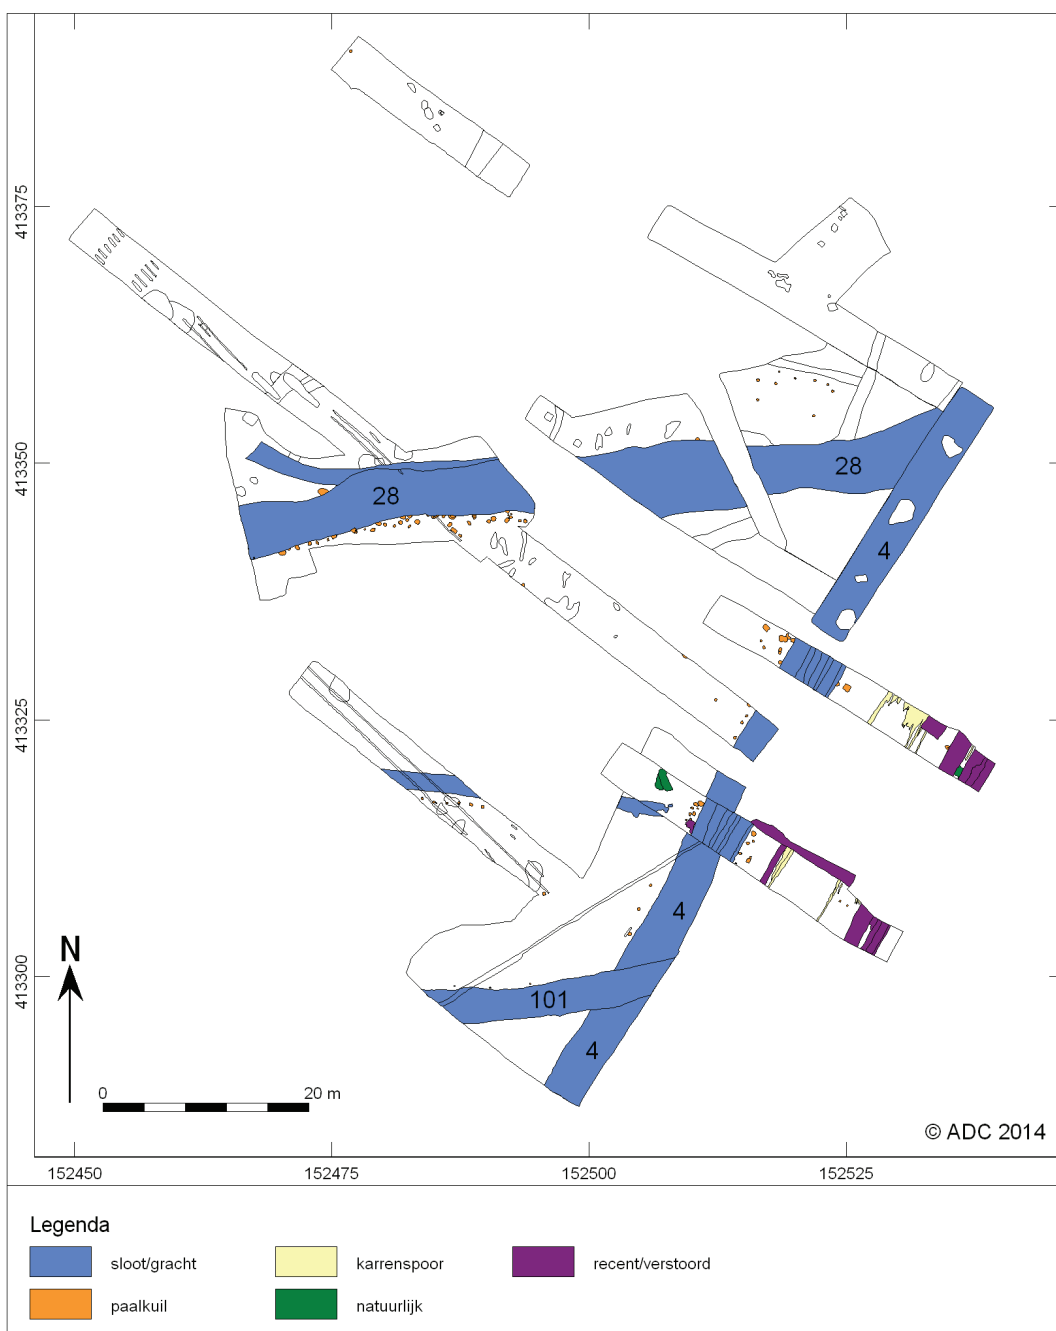 413375
28
28
413350
4
413325
4
413300
101
4
N
0 20 m
© ADC 2014
152450 152475 152500 152525
Legenda
sloot/gracht karrenspoor recent/verstoord
paalkuil natuurlijk